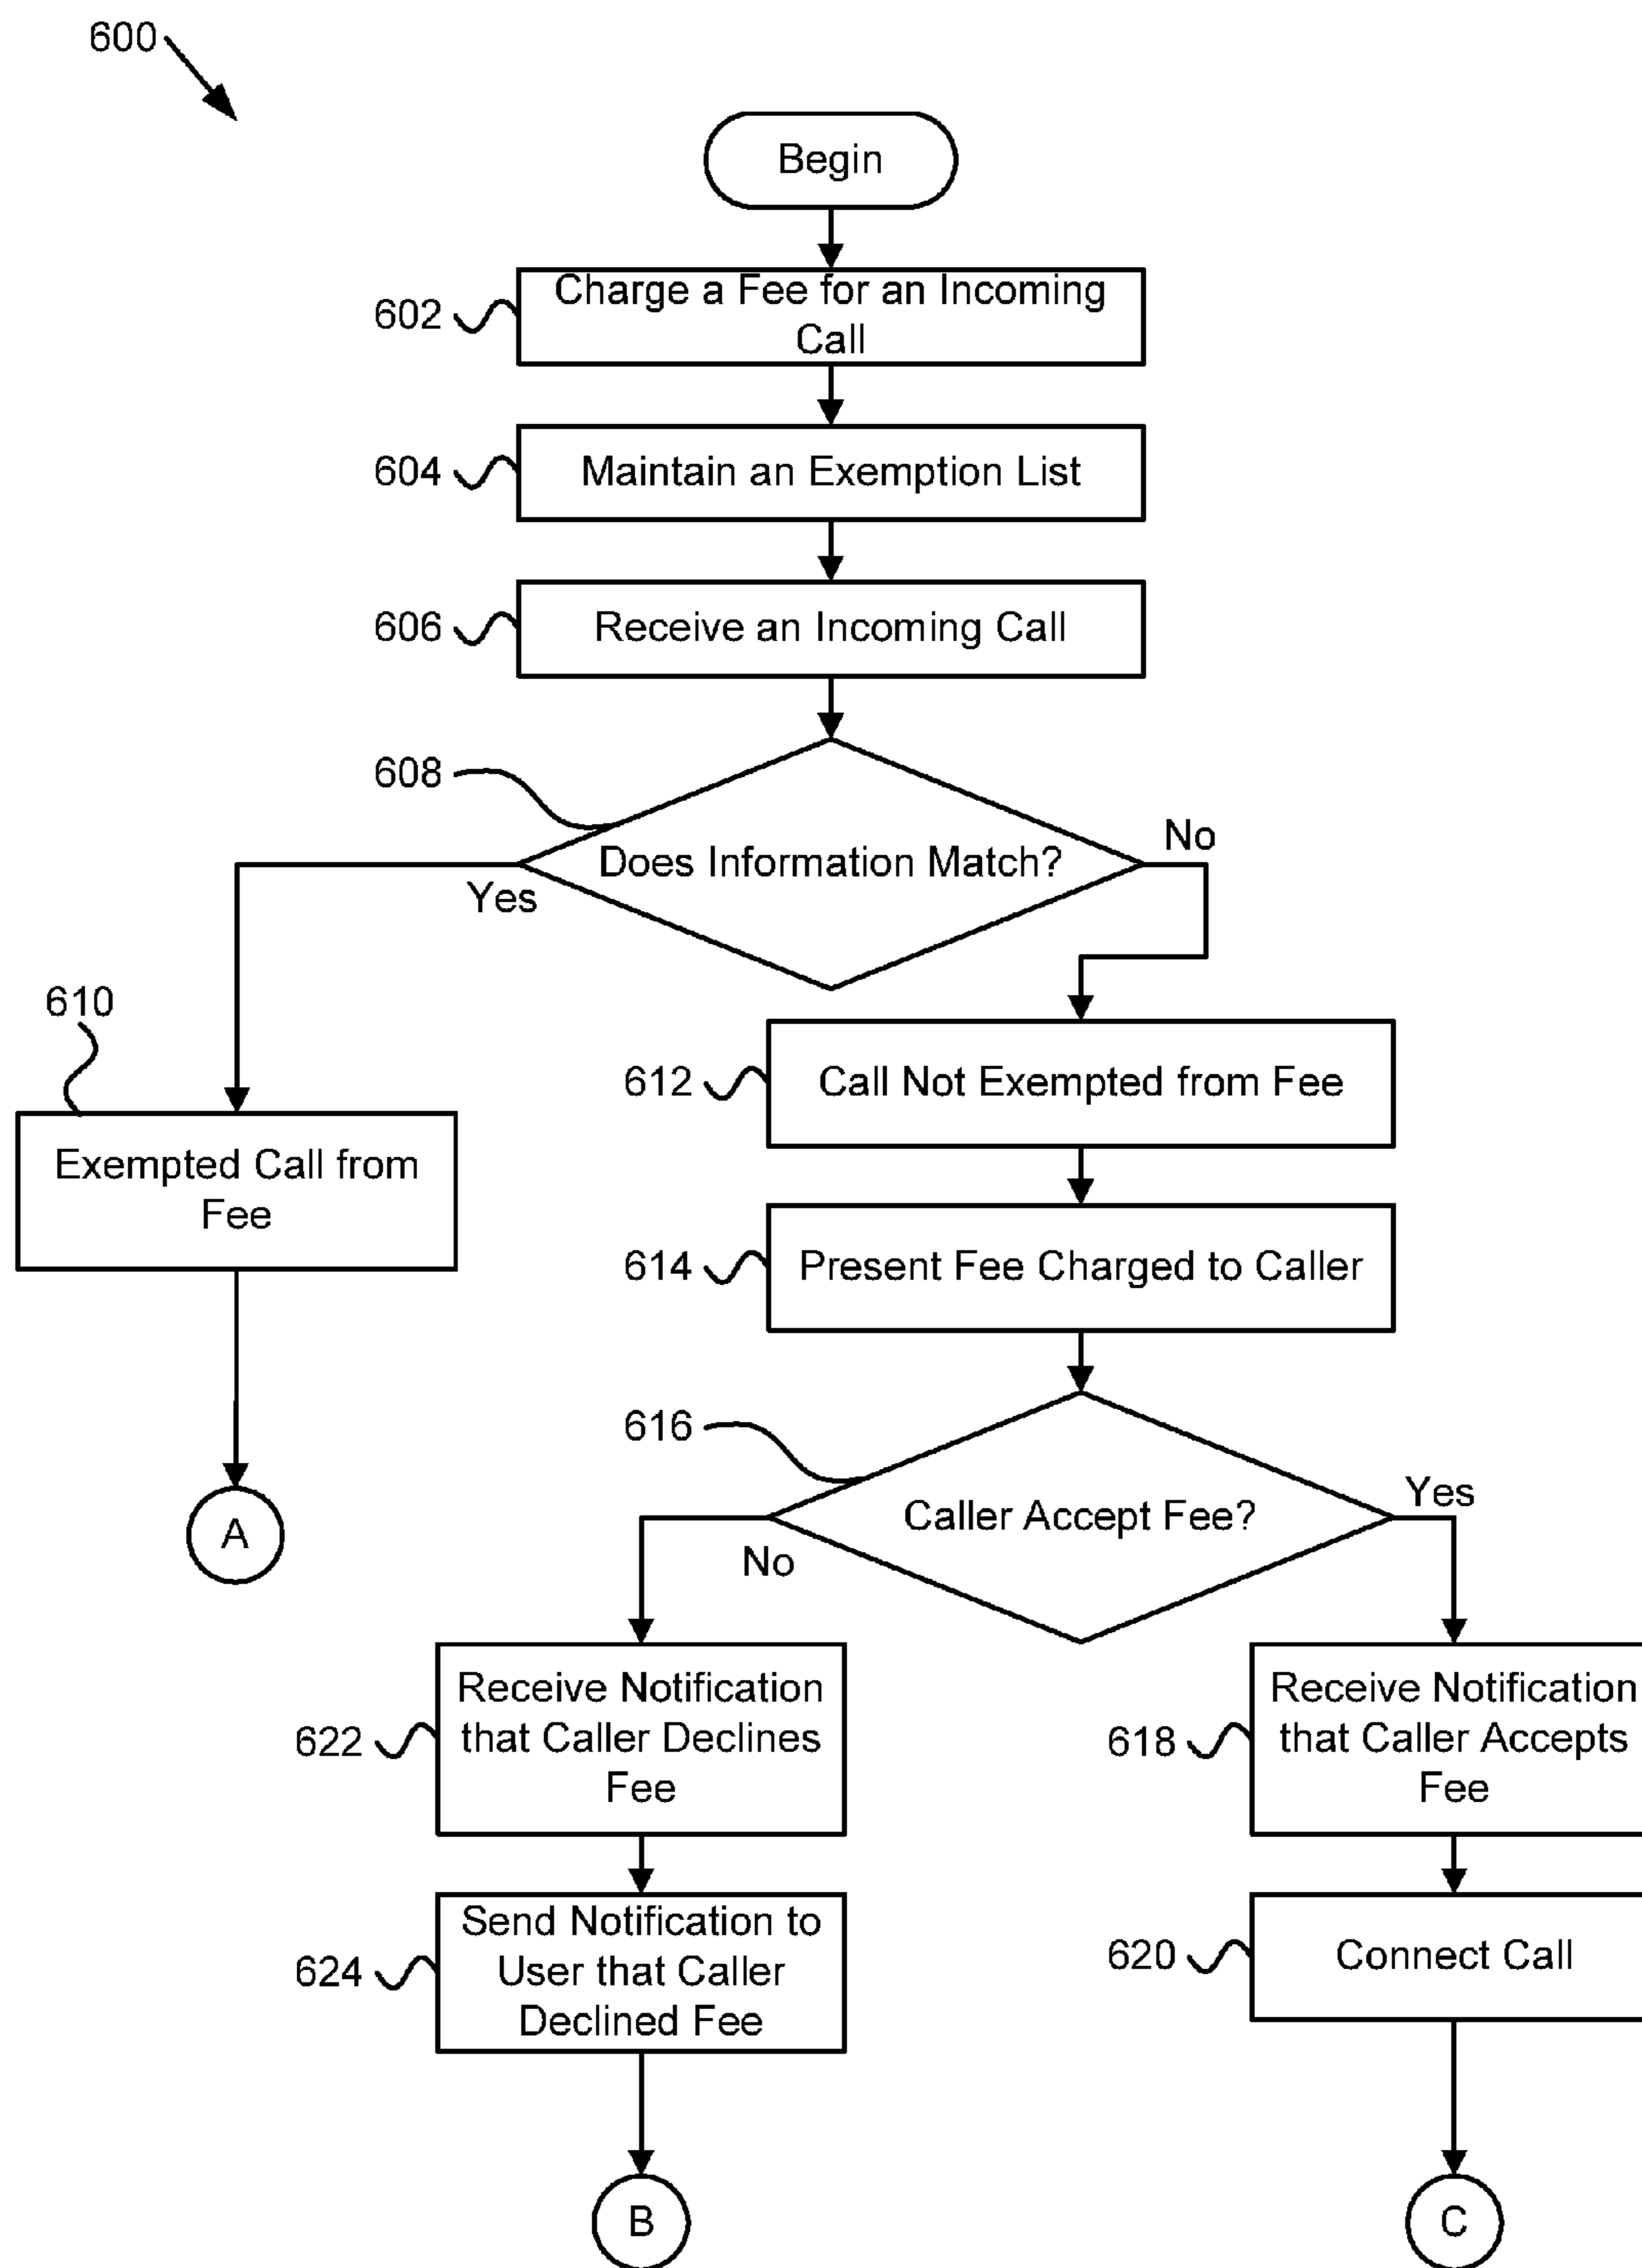 600
Begin
602
Charge a Fee for an Incoming
Call
604
Maintain an Exemption List
606
Receive an Incoming Call
608
Does Information Match?
No
Yes
610
Exempted Call from
Fee
612
Call Not Exempted from Fee
614
Present Fee Charged to Caller
616
Caller Accept Fee?
Yes
No
A
622
Receive Notification
that Caller Declines
Fee
618
Receive Notification
that Caller Accepts
Fee
624
Send Notification to
User that Caller
Declined Fee
620
Connect Call
B
C